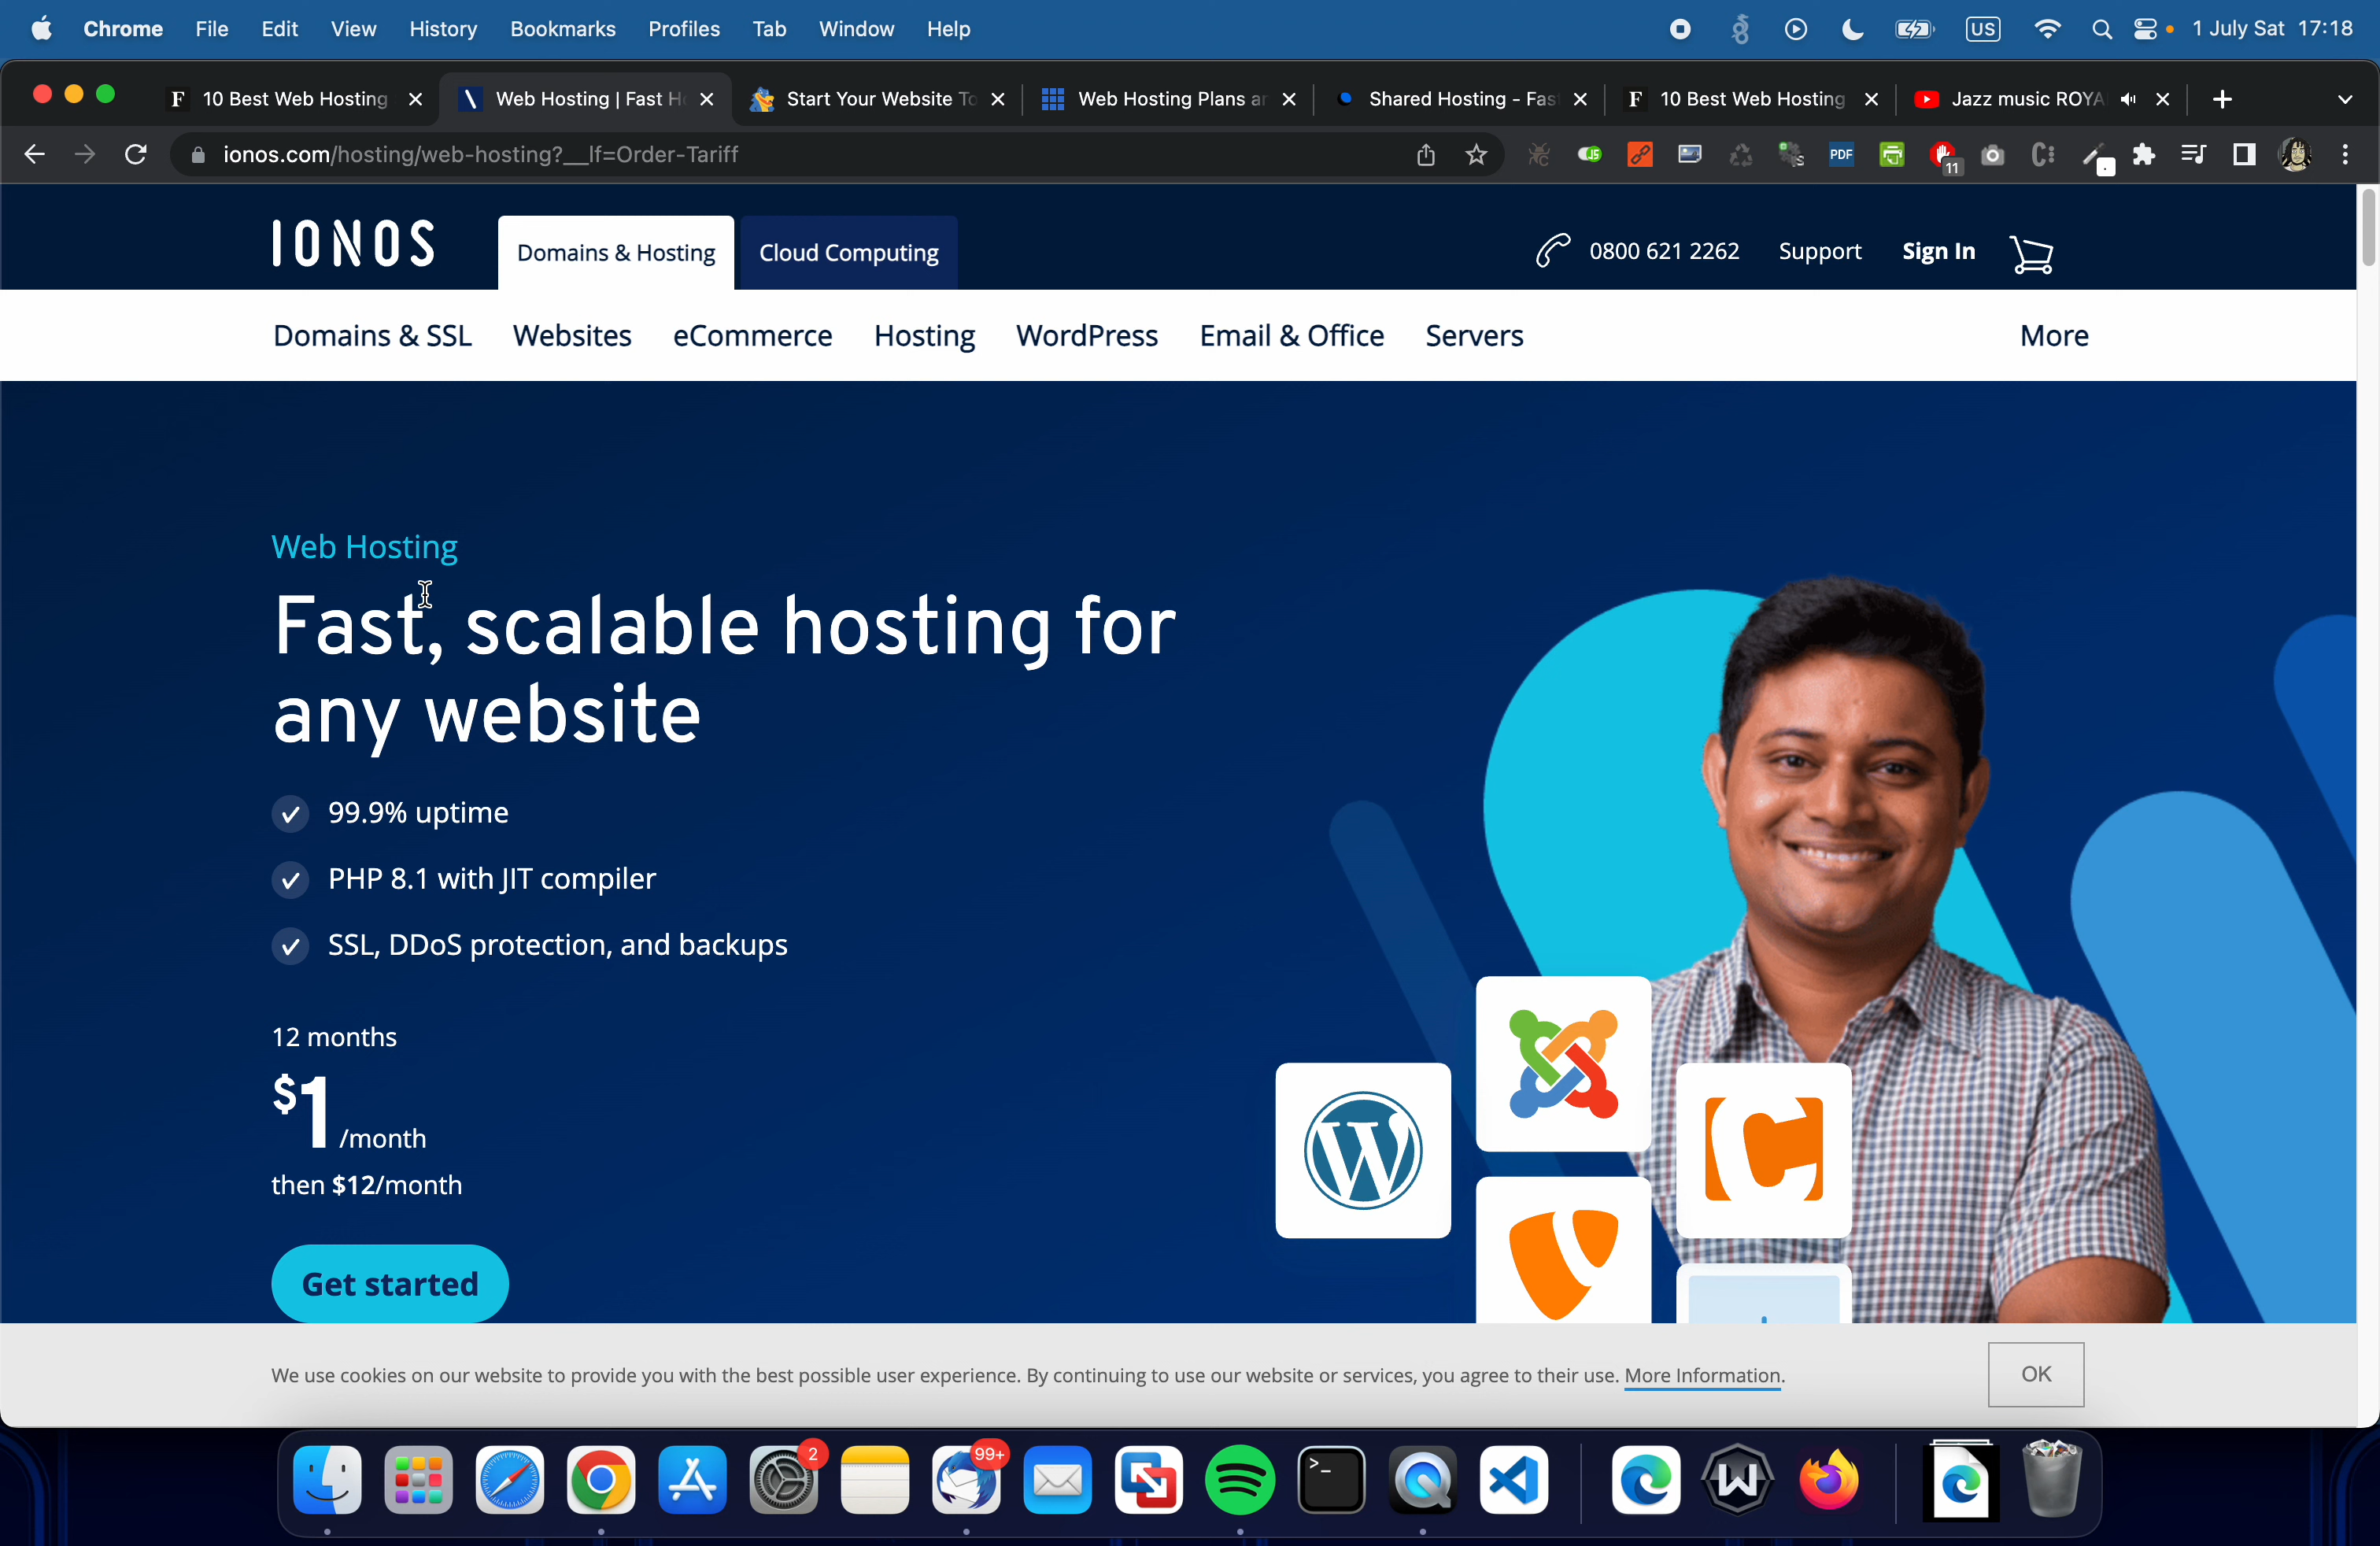 Chrome File Edit View History Bookmarks Profiles Tab Window Help US 1 July Sat 17:18
10 Best Web Hosting Web Hosting | Fast H Start Your Website To Web Hosting Plans ar Shared Hosting - Fas 10 Best Web Hosting Jazz music ROYA
ionos.com/hosting/web-hosting?__lf=Order-Tariff
PDF
11
IONOS
Domains & Hosting
Cloud Computing
0800 621 2262
Support
Sign In
Domains & SSL Websites eCommerce Hosting WordPress Email & Office Servers More
Web Hosting
Fast, scalable hosting for
any website
99.9% uptime
PHP 8.1 with JIT compiler
SSL, DDoS protection, and backups
12 months
$1
/month
then $12/month
Get started
We use cookies on our website to provide you with the best possible user experience. By continuing to use our website or services, you agree to their use. More Information.
OK
2
99+